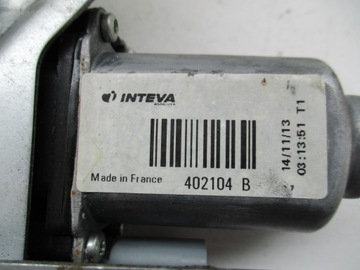 INTEVA
Made in France
402104 B
14/11/13
03:13:51 T1